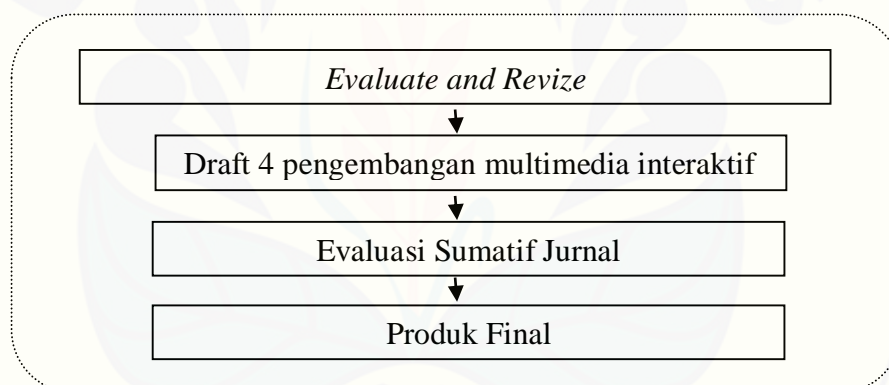 Evaluate and Revize
Draft 4 pengembangan multimedia interaktif
Evaluasi Sumatif Jurnal
Produk Final